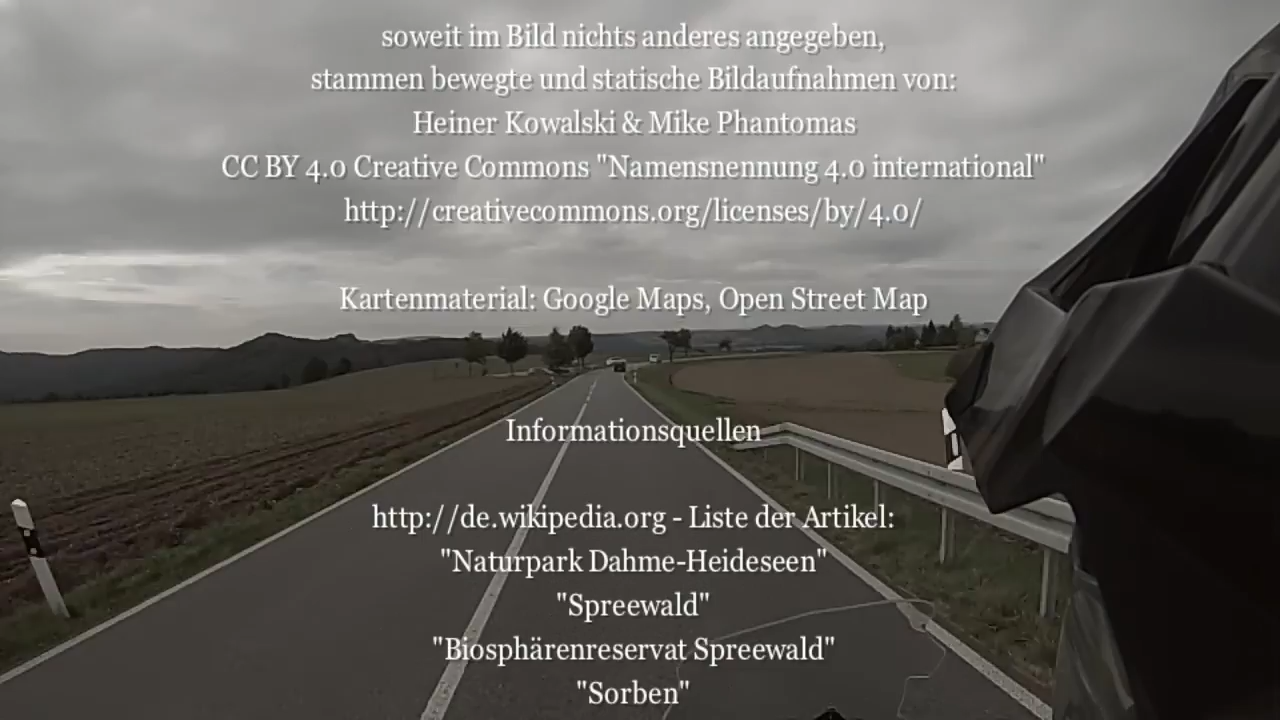 soweit im Bild nichts anderes angegeben,
stammen bewegte und statische Bildaufnahmen von:
Heiner Kowalski & Mike Phantomas
CC BY 4.0 Creative Commons "Namensnennung 4.0 international"
http://creativecommons.org/licenses/by/4.0/
Kartenmaterial: Google Maps, Open Street Map
Informationsquellen
http://de.wikipedia.org - Liste der Artikel:
"Naturpark Dahme-Heideseen"
"Spreewald"
"Biosphärenreservat Spreewald"
"Sorben"